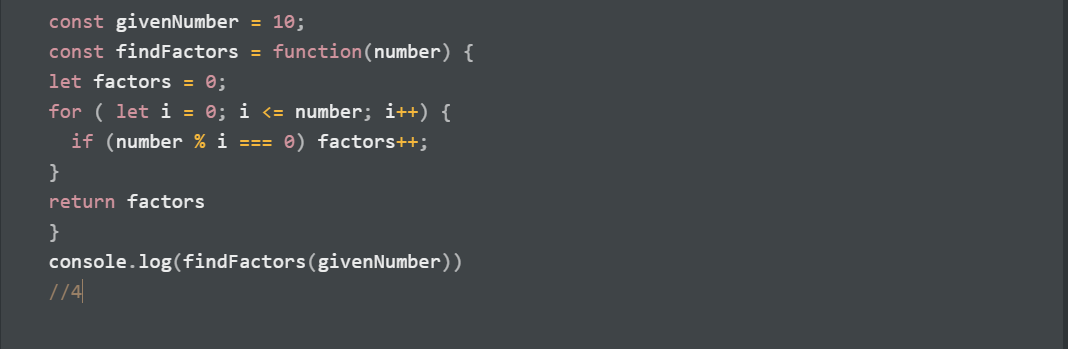 const givenNumber = 10;
const findFactors = function(number) {
let factors = 0;
for ( let i = 0; i <= number; i++) {
  if (number % i === 0) factors++;
}
return factors
}
console.log(findFactors(givenNumber))
//4